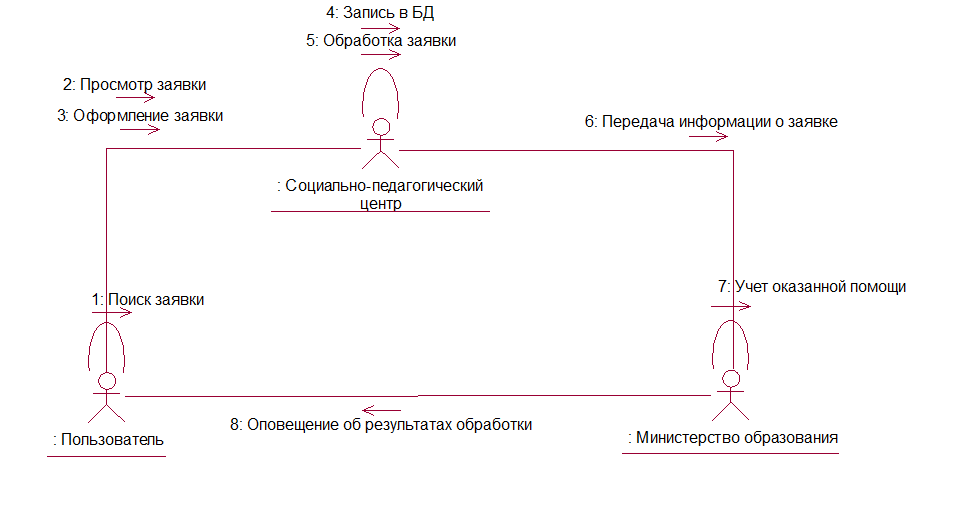 4: Запись в БД
5: Обработка заявки
2: Просмотр заявки
3: Оформление заявки
6: Передача информации о заявке
: Социально-педагогический
центр
1: Поиск заявки
7: Учет оказанной помощи
8: Оповещение об результатах обработки
: Пользователь
: Министерство образования